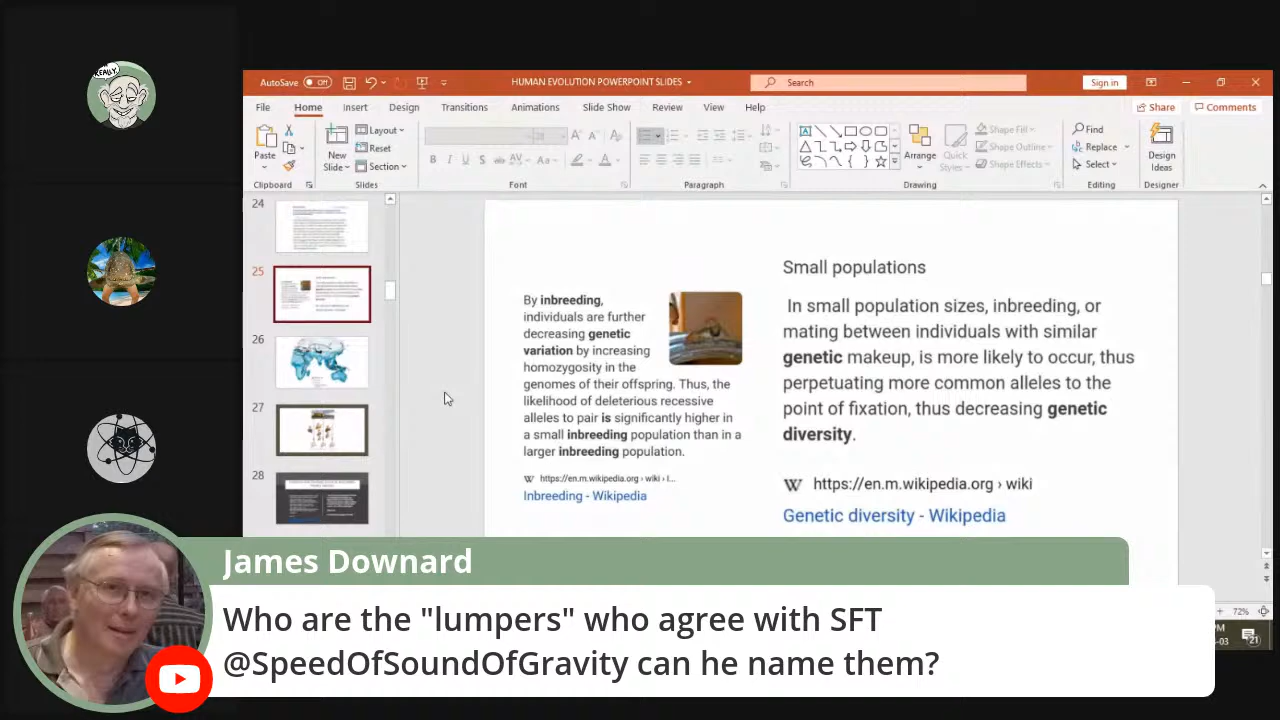 REALLY
AutoSave Off
HUMAN EVOLUTION POWERPOINT SLIDES
Search
Sign in
File Home Insert Design Transitions Animations Slide Show Review View Help
Share Comments
Paste
New
Slide
Layout
Reset
Section
B I U S
Aa
A
Arrange
Quick
Styles
Shape Fill
Shape Outline
Shape Effects
Find
Replace
Select
Design
Ideas
Clipboard Slides Font Paragraph Drawing Editing Designer
24
25
26
27
28
By inbreeding,
individuals are further
decreasing genetic
variation by increasing
homozygosity in the
genomes of their offspring. Thus, the
likelihood of deleterious recessive
alleles to pair is significantly higher in
a small inbreeding population than in a
larger inbreeding population.
W https://en.m.wikipedia.org › wiki › I...
Inbreeding - Wikipedia
Small populations
In small population sizes, inbreeding, or
mating between individuals with similar
genetic makeup, is more likely to occur, thus
perpetuating more common alleles to the
point of fixation, thus decreasing genetic
diversity.
W https://en.m.wikipedia.org › wiki
Genetic diversity - Wikipedia
72%
21
James Downard
Who are the "lumpers" who agree with SFT
@SpeedOfSoundOfGravity can he name them?